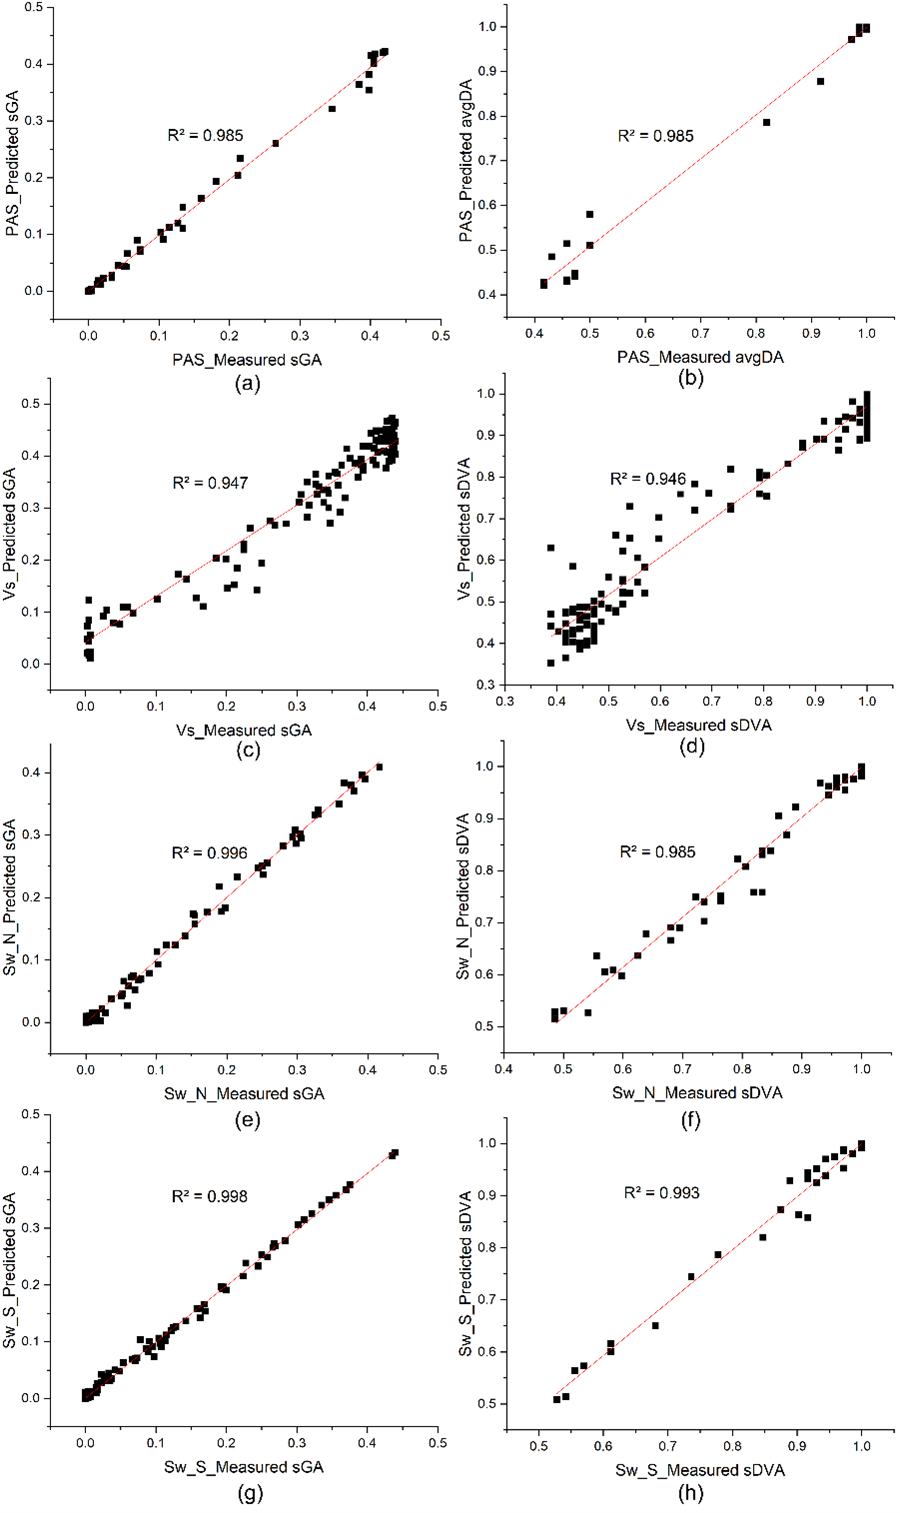 0.5
0.4
0.3
0.2
0.1
0.0
PAS_Predicted sGA
R² = 0.985
0.0 0.1 0.2 0.3 0.4 0.5
PAS_Measured sGA
(a)
1.0
0.9
0.8
0.7
0.6
0.5
0.4
PAS_Predicted avgDA
R² = 0.985
0.4 0.5 0.6 0.7 0.8 0.9 1.0
PAS_Measured avgDA
(b)
0.5
0.4
0.3
0.2
0.1
0.0
Vs_Predicted sGA
R² = 0.947
0.0 0.1 0.2 0.3 0.4 0.5
Vs_Measured sGA
(c)
1.0
0.9
0.8
0.7
0.6
0.5
0.4
0.3
Vs_Predicted sDVA
R² = 0.946
0.3 0.4 0.5 0.6 0.7 0.8 0.9 1.0
Vs_Measured sDVA
(d)
0.4
0.3
0.2
0.1
0.0
Sw_N_Predicted sGA
R² = 0.996
0.0 0.1 0.2 0.3 0.4 0.5
Sw_N_Measured sGA
(e)
1.0
0.9
0.8
0.7
0.6
0.5
Sw_N_Predicted sDVA
R² = 0.985
0.4 0.5 0.6 0.7 0.8 0.9 1.0
Sw_N_Measured sDVA
(f)
0.5
0.4
0.3
0.2
0.1
0.0
Sw_S_Predicted sGA
R² = 0.998
0.0 0.1 0.2 0.3 0.4 0.5
Sw_S_Measured sGA
(g)
1.0
0.9
0.8
0.7
0.6
0.5
Sw_S_Predicted sDVA
R² = 0.993
0.5 0.6 0.7 0.8 0.9 1.0
Sw_S_Measured sDVA
(h)